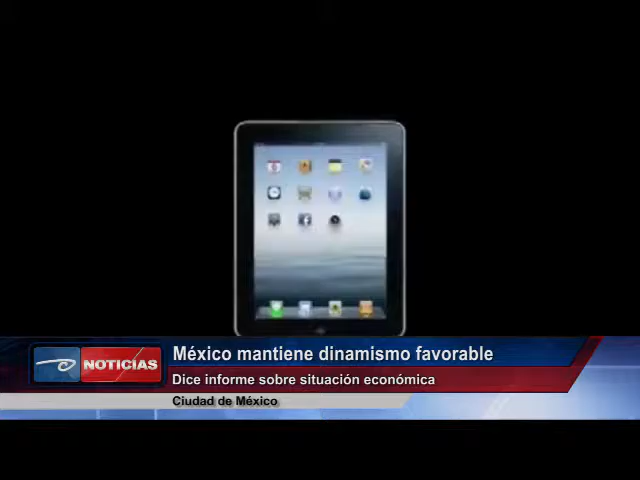 NOTICIAS
México mantiene dinamismo favorable
Dice informe sobre situación económica
Ciudad de México